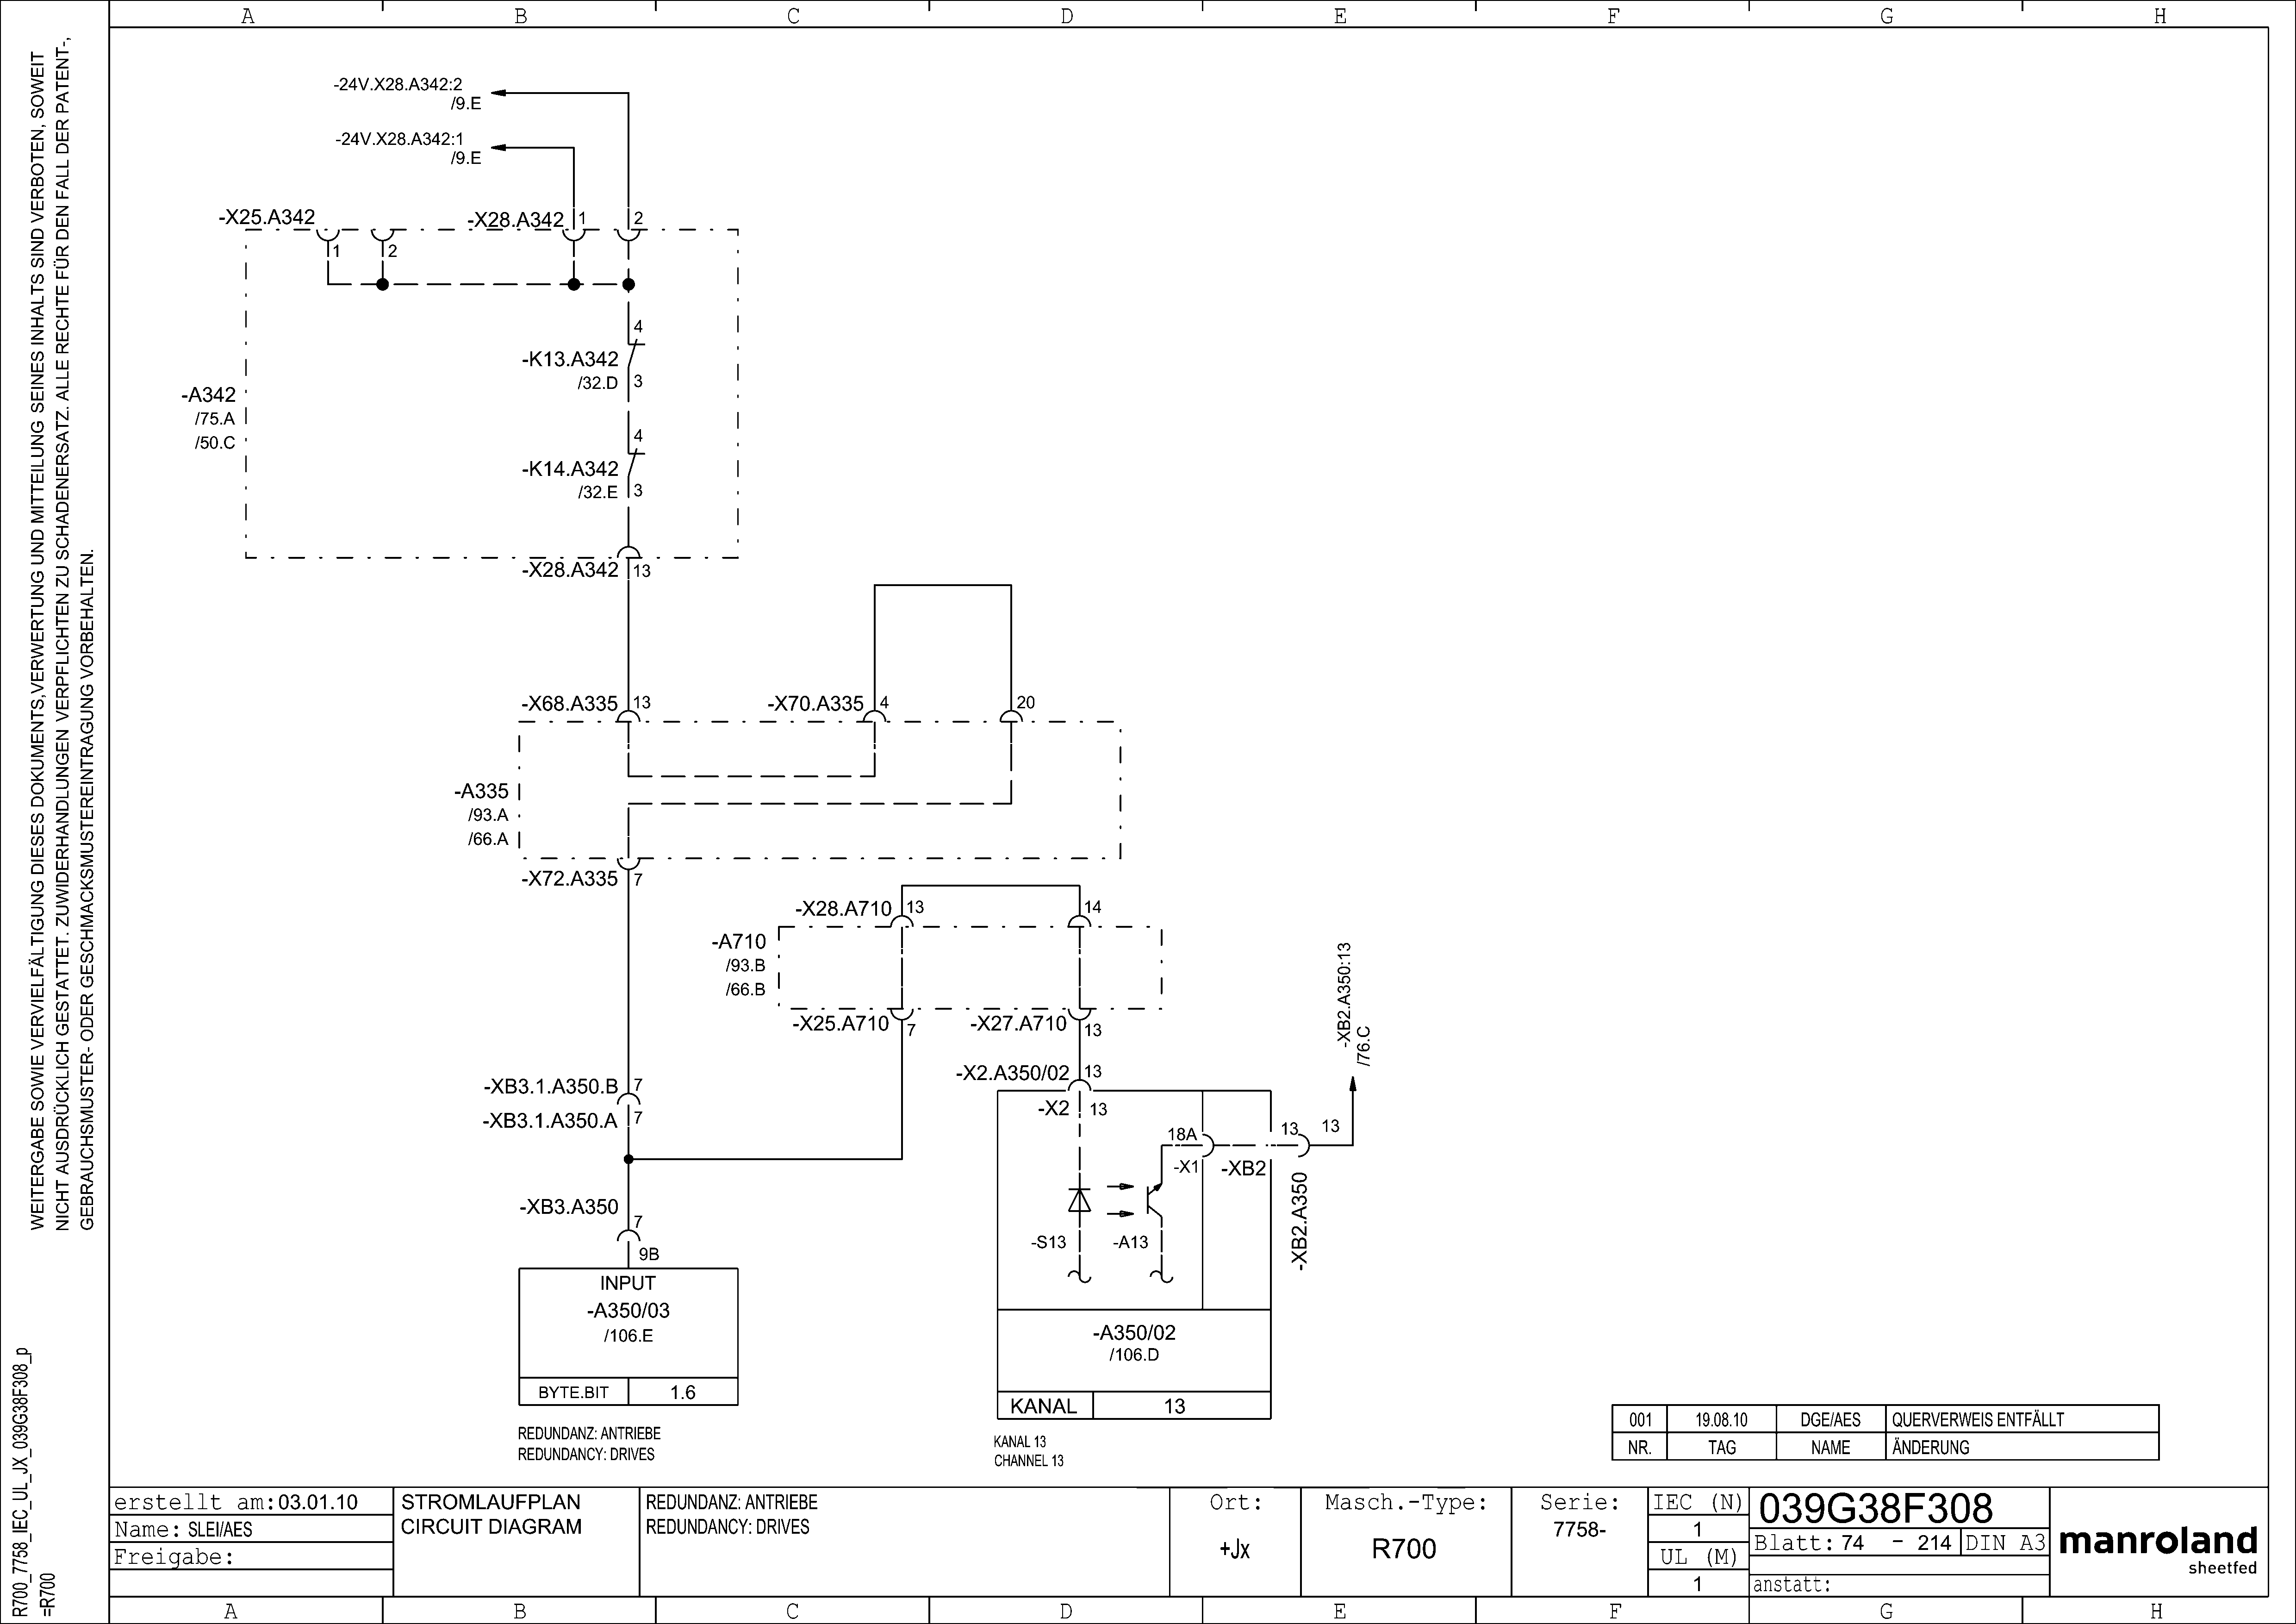 A B C D E F G H
WEITERGABE SOWIE VERVIELFÄLTIGUNG DIESES DOKUMENTS,VERWERTUNG UND MITTEILUNG SEINES INHALTS SIND VERBOTEN, SOWEIT
NICHT AUSDRÜCKLICH GESTATTET. ZUWIDERHANDLUNGEN VERPFLICHTEN ZU SCHADENERSATZ. ALLE RECHTE FÜR DEN FALL DER PATENT-,
GEBRAUCHSMUSTER- ODER GESCHMACKSMUSTEREINTRAGUNG VORBEHALTEN.
R700_7758_IEC_UL_JX_039G38F308_p
=R700
-24V.X28.A342:2
/9.E
-24V.X28.A342:1
/9.E
-X25.A342
-X28.A342 1 2
1 2
4
-K13.A342
/32.D 3
-A342
/75.A
/50.C
4
-K14.A342
/32.E 3
-X28.A342 13
-X68.A335 13
-X70.A335 4 20
-A335
/93.A
/66.A
-X72.A335 7
-X28.A710 13 14
-A710
/93.B
/66.B
-X25.A710 7
-X27.A710 13
-XB2.A350:13
/76.C
-X2.A350/02 13
-XB3.1.A350.B 7
-XB3.1.A350.A 7
-X2 13
18A
-X1
-XB2
13 13
-XB2.A350
-XB3.A350
7
9B
-S13 -A13
INPUT
-A350/03
/106.E
BYTE.BIT 1.6
REDUNDANZ: ANTRIEBE
REDUNDANCY: DRIVES
-A350/02
/106.D
KANAL 13
KANAL 13
CHANNEL 13
001 19.08.10 DGE/AES QUERVERWEIS ENTFÄLLT
NR. TAG NAME ÄNDERUNG
erstellt am: 03.01.10
Name: SLEI/AES
Freigabe:
STROMLAUFPLAN
CIRCUIT DIAGRAM
REDUNDANZ: ANTRIEBE
REDUNDANCY: DRIVES
Ort:
+Jx
Masch.-Type:
R700
Serie:
7758-
IEC (N)
1
UL (M)
1
039G38F308
Blatt: 74 - 214 DIN A3
anstatt:
manroland
sheetfed
A B C D E F G H